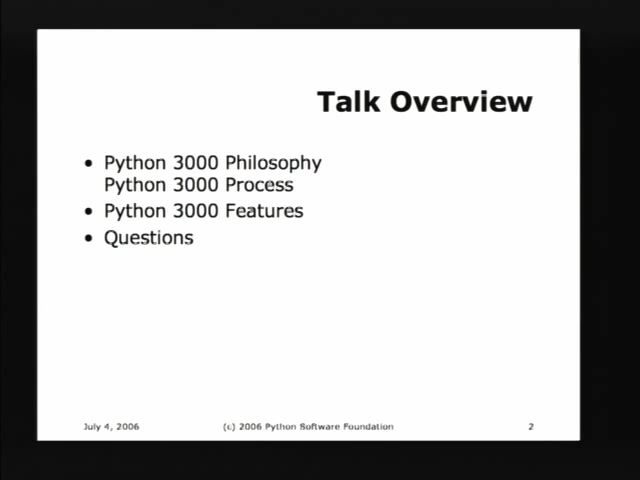 Talk Overview
• Python 3000 Philosophy
Python 3000 Process
• Python 3000 Features
• Questions
July 4, 2006 (c) 2006 Python Software Foundation 2